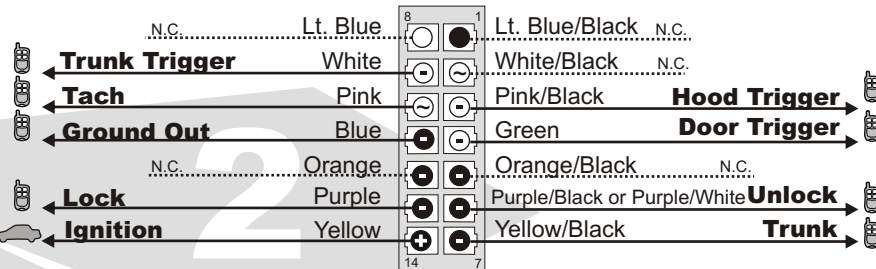 8 1
N.C. Lt. Blue Lt. Blue/Black N.C.
Trunk Trigger White White/Black N.C.
Tach Pink Pink/Black Hood Trigger
Ground Out Blue Green Door Trigger
N.C. Orange Orange/Black N.C.
Lock Purple Purple/Black or Purple/White Unlock
Ignition Yellow Yellow/Black Trunk
14 7
2